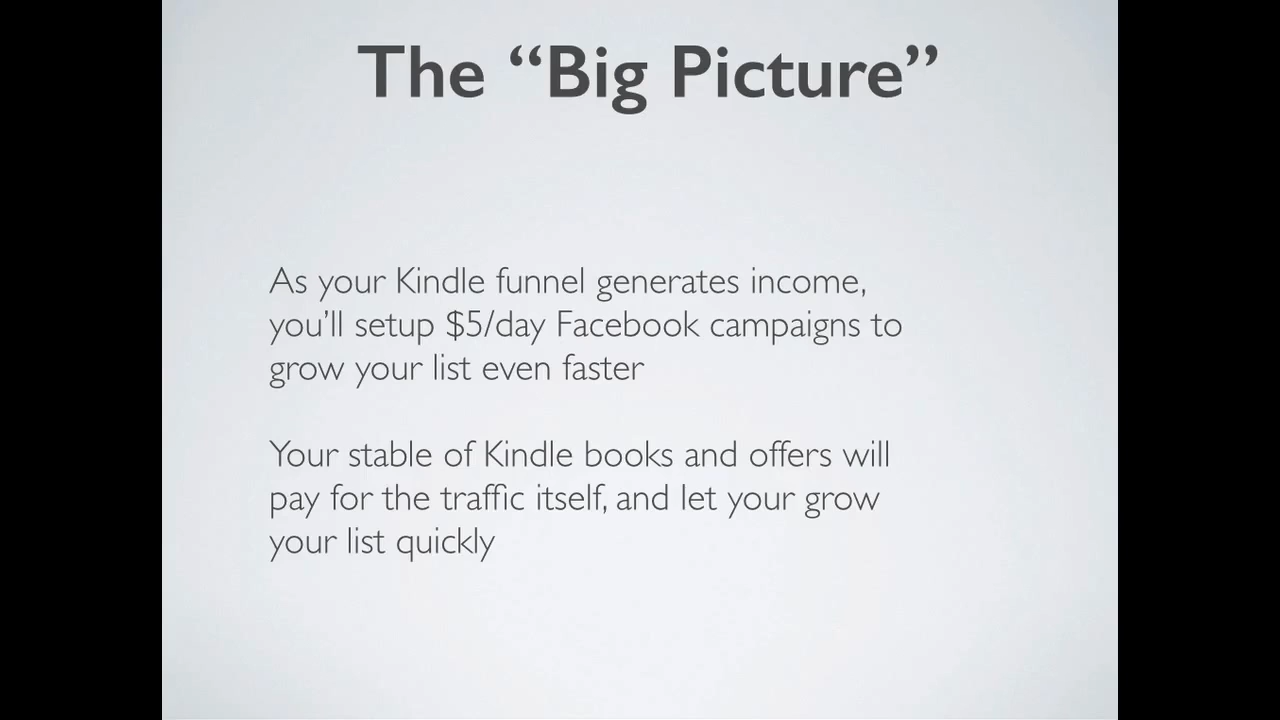 The “Big Picture”
As your Kindle funnel generates income,
you’ll setup $5/day Facebook campaigns to
grow your list even faster
Your stable of Kindle books and offers will
pay for the traffic itself, and let your grow
your list quickly